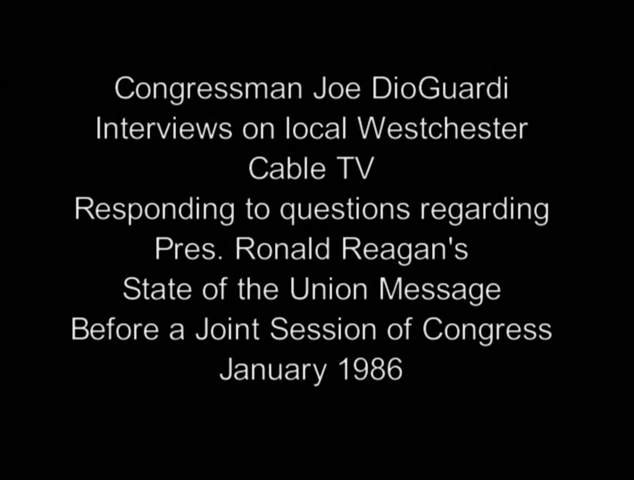 Congressman Joe DioGuardi
Interviews on local Westchester
Cable TV
Responding to questions regarding
Pres. Ronald Reagan's
State of the Union Message
Before a Joint Session of Congress
January 1986